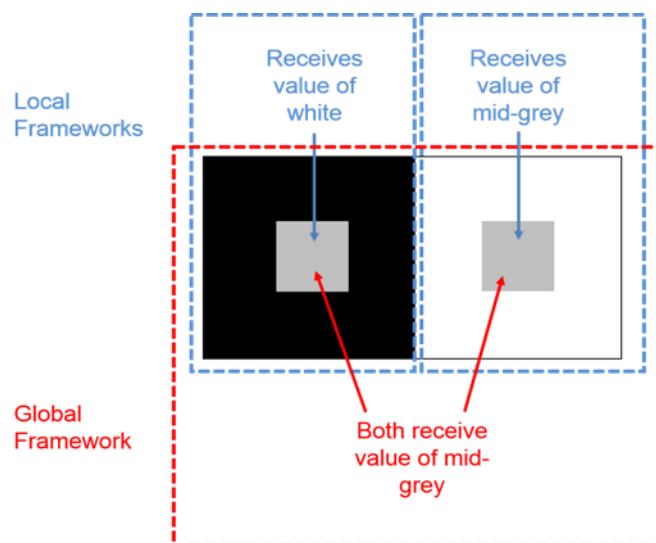 Local
Frameworks
Receives
value of
white
Receives
value of
mid-grey
Global
Framework
Both receive
value of mid-
grey